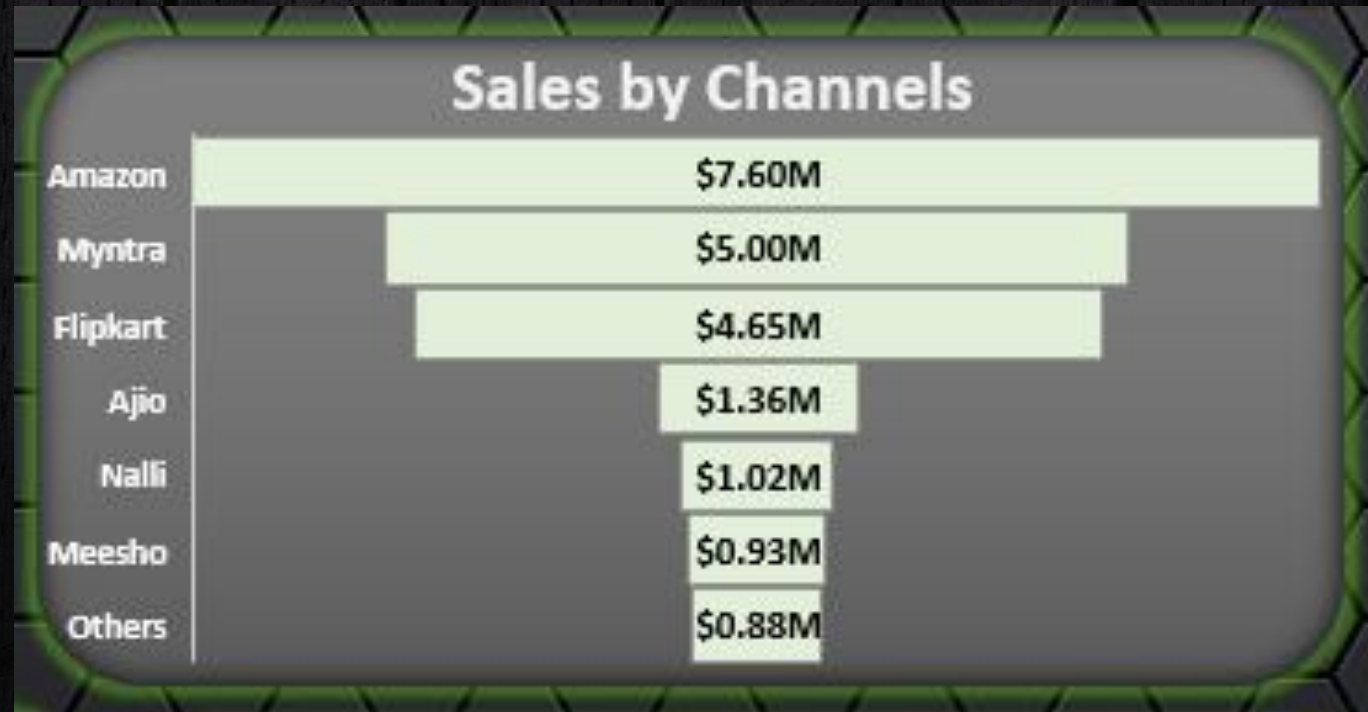 Sales by Channels
Amazon $7.60M
Myntra $5.00M
Flipkart $4.65M
Ajio $1.36M
Nalli $1.02M
Meesho $0.93M
Others $0.88M